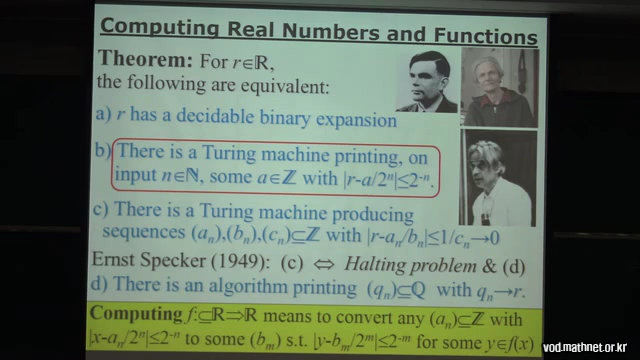 Computing Real Numbers and Functions
Theorem: For r∈ℝ,
the following are equivalent:
a) r has a decidable binary expansion
b) There is a Turing machine printing, on
input n∈ℕ, some a∈ℤ with |r-a/2ⁿ|≤2⁻ⁿ.
c) There is a Turing machine producing
sequences (aₙ),(bₙ),(cₙ)⊆ℤ with |r-aₙ/bₙ|≤1/cₙ→0
Ernst Specker (1949): (c) ⇔ Halting problem & (d)
d) There is an algorithm printing (qₙ)⊆ℚ with qₙ→r.
Computing f:⊆ℝ⇒ℝ means to convert any (aₙ)⊆ℤ with
|x-aₙ/2ⁿ|≤2⁻ⁿ to some (bₘ) s.t. |y-bₘ/2ᵐ|≤2⁻ᵐ for some y∈f(x)
vod.mathnet.or.kr